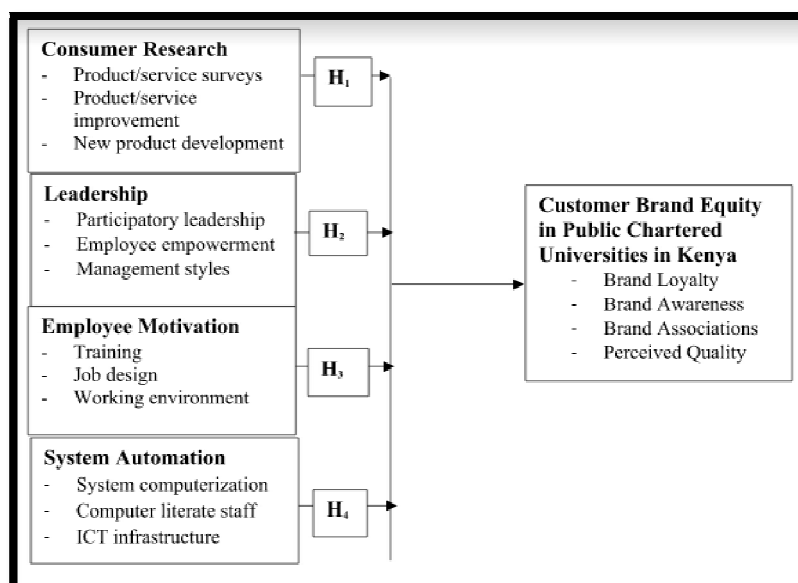 Consumer Research
- Product/service surveys
- Product/service
improvement
- New product development
H₁
Leadership
- Participatory leadership
- Employee empowerment
- Management styles
H₂
Employee Motivation
- Training
- Job design
- Working environment
H₃
System Automation
- System computerization
- Computer literate staff
- ICT infrastructure
H₄
Customer Brand Equity
in Public Chartered
Universities in Kenya
- Brand Loyalty
- Brand Awareness
- Brand Associations
- Perceived Quality